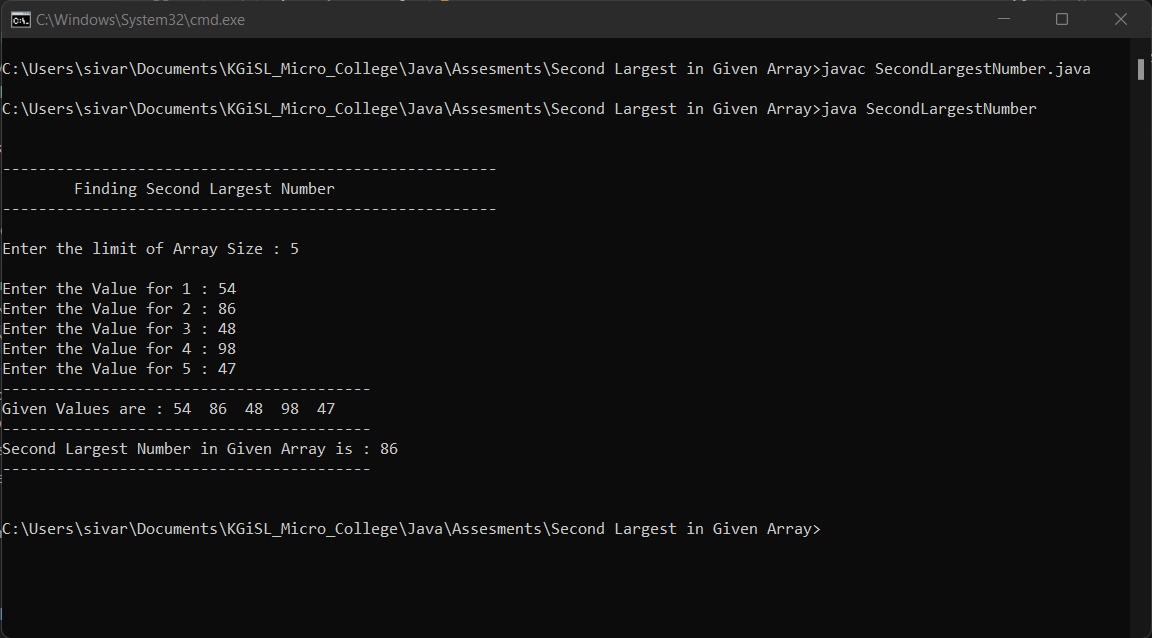 C:\Windows\System32\cmd.exe
C:\Users\sivar\Documents\KGiSL_Micro_College\Java\Assesments\Second Largest in Given Array>javac SecondLargestNumber.java
C:\Users\sivar\Documents\KGiSL_Micro_College\Java\Assesments\Second Largest in Given Array>java SecondLargestNumber
-------------------------------------------------------
Finding Second Largest Number
-------------------------------------------------------
Enter the limit of Array Size : 5
Enter the Value for 1 : 54
Enter the Value for 2 : 86
Enter the Value for 3 : 48
Enter the Value for 4 : 98
Enter the Value for 5 : 47
-----------------------------------------
Given Values are : 54  86  48  98  47
-----------------------------------------
Second Largest Number in Given Array is : 86
-----------------------------------------
C:\Users\sivar\Documents\KGiSL_Micro_College\Java\Assesments\Second Largest in Given Array>